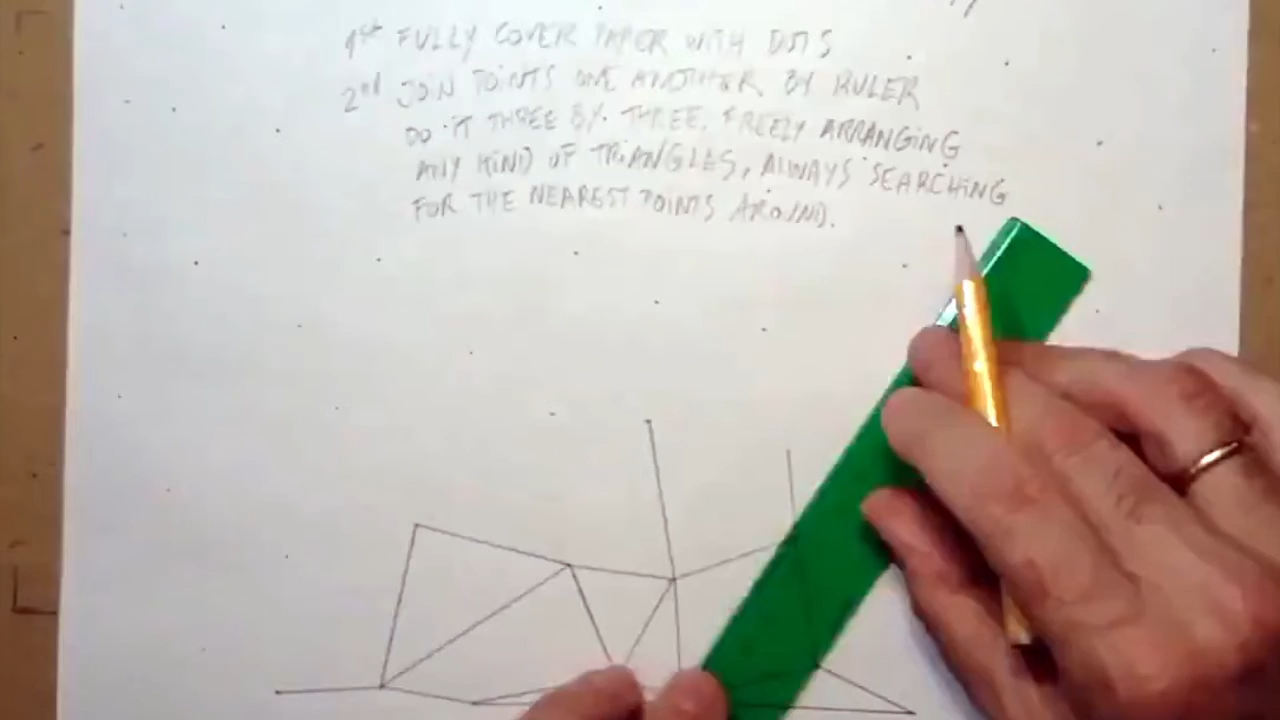 1st FULLY COVER PAPER WITH DOTS
2nd JOIN POINTS ONE ANOTHER BY RULER
DO IT THREE BY THREE, FREELY ARRANGING
ANY KIND OF TRIANGLES, ALWAYS SEARCHING
FOR THE NEAREST POINTS AROUND.